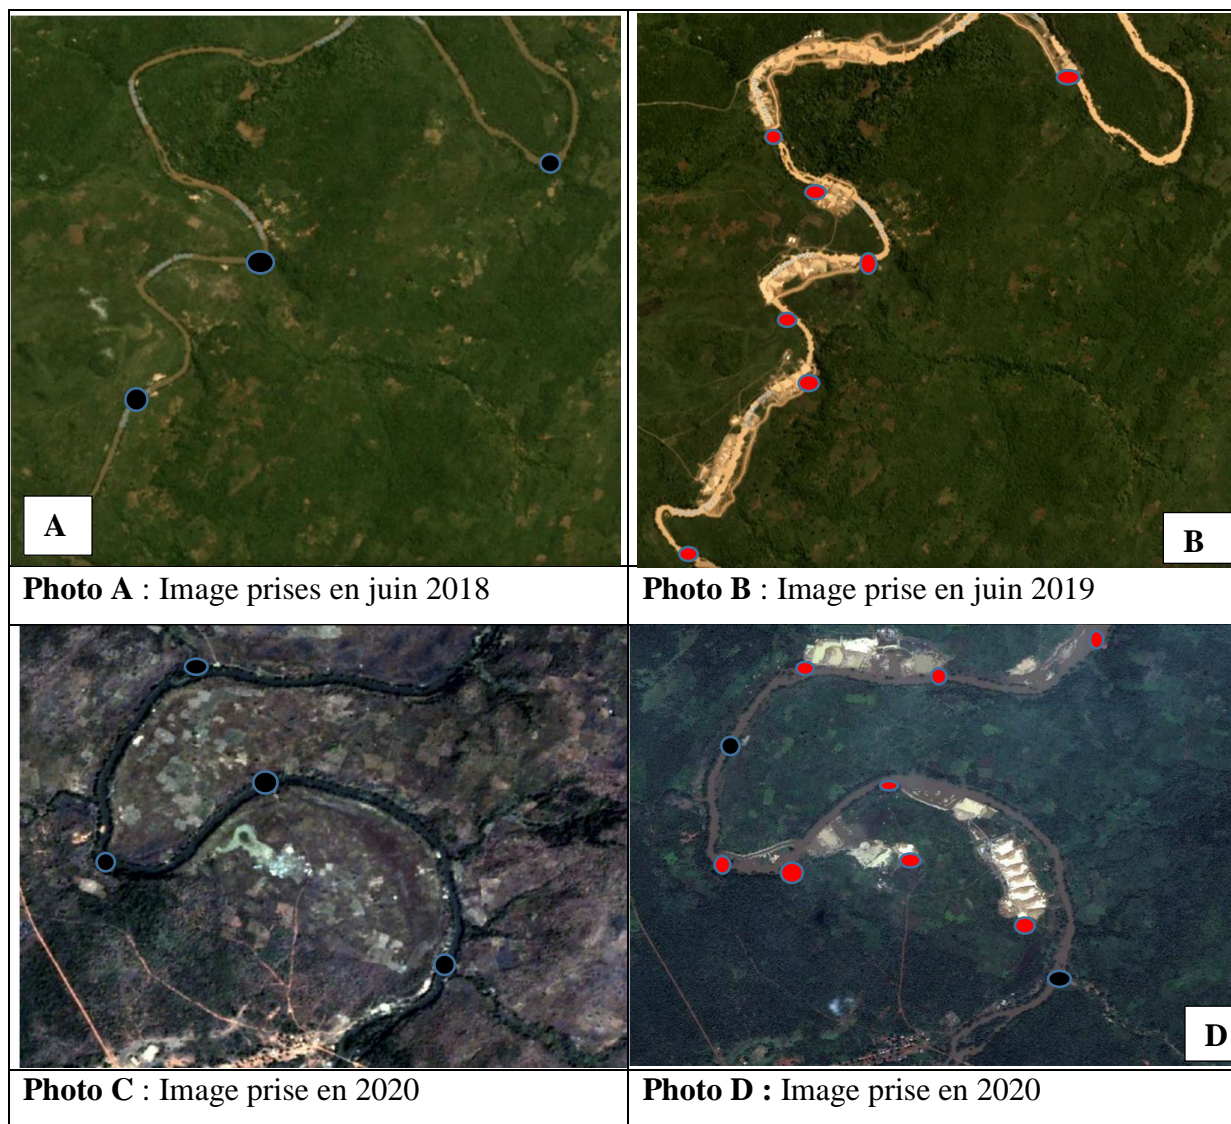 A
B
Photo A : Image prises en juin 2018
Photo B : Image prise en juin 2019
D
Photo C : Image prise en 2020
Photo D : Image prise en 2020